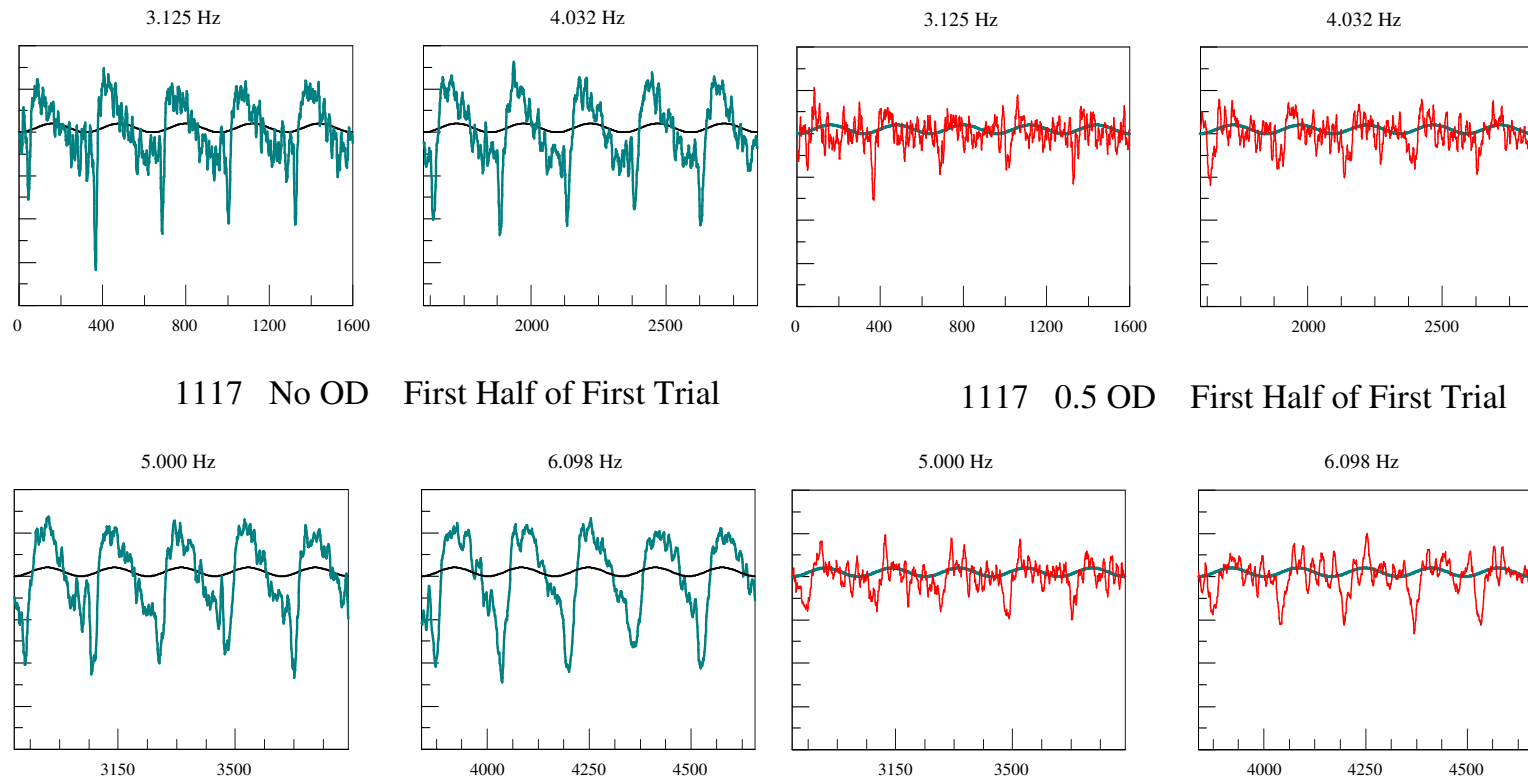 3.125 Hz 4.032 Hz 3.125 Hz 4.032 Hz
0 400 800 1200 1600 2000 2500 0 400 800 1200 1600 2000 2500
1117 No OD First Half of First Trial 1117 0.5 OD First Half of First Trial
5.000 Hz 6.098 Hz 5.000 Hz 6.098 Hz
3150 3500 4000 4250 4500 3150 3500 4000 4250 4500